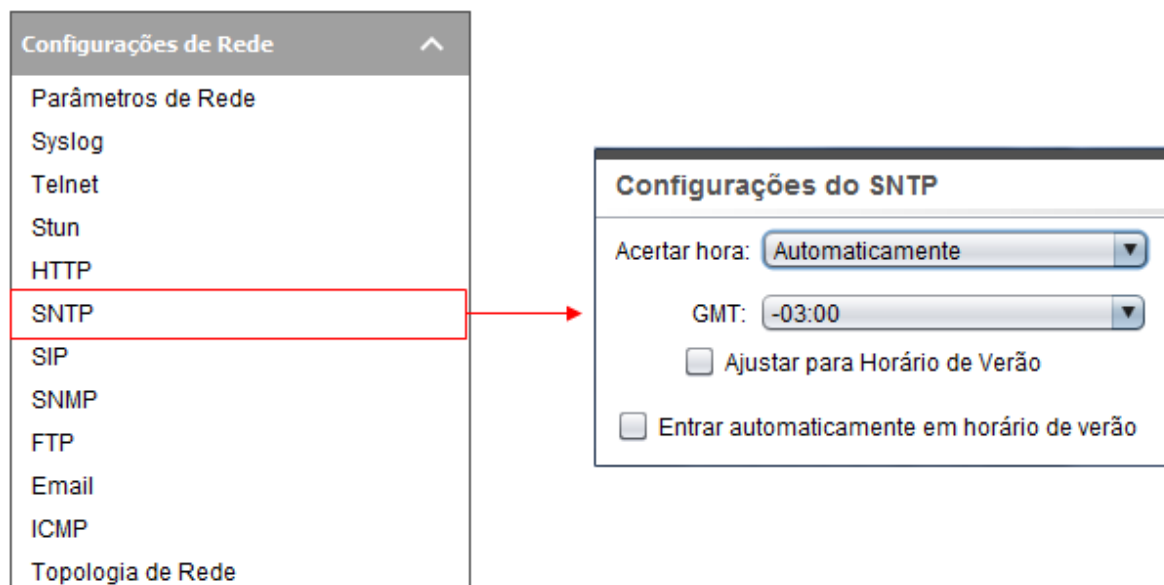 Configurações de Rede
Parâmetros de Rede
Syslog
Telnet
Stun
HTTP
SNTP
SIP
SNMP
FTP
Email
ICMP
Topologia de Rede
Configurações do SNTP
Acertar hora: Automaticamente
GMT: -03:00
Ajustar para Horário de Verão
Entrar automaticamente em horário de verão